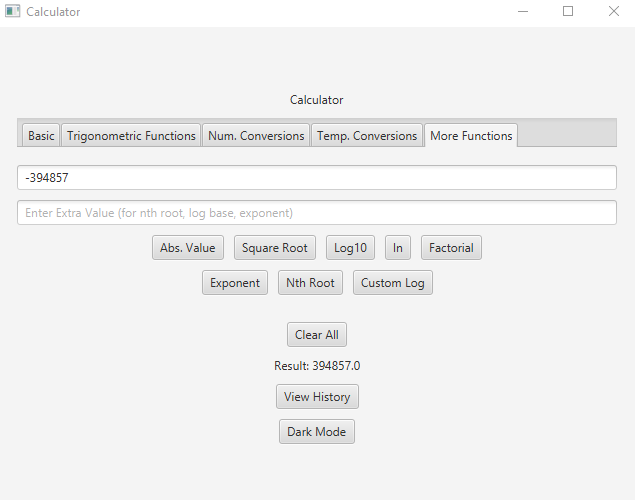 Calculator
Calculator
Basic Trigonometric Functions Num. Conversions Temp. Conversions More Functions
-394857
Enter Extra Value (for nth root, log base, exponent)
Abs. Value Square Root Log10 ln Factorial
Exponent Nth Root Custom Log
Clear All
Result: 394857.0
View History
Dark Mode